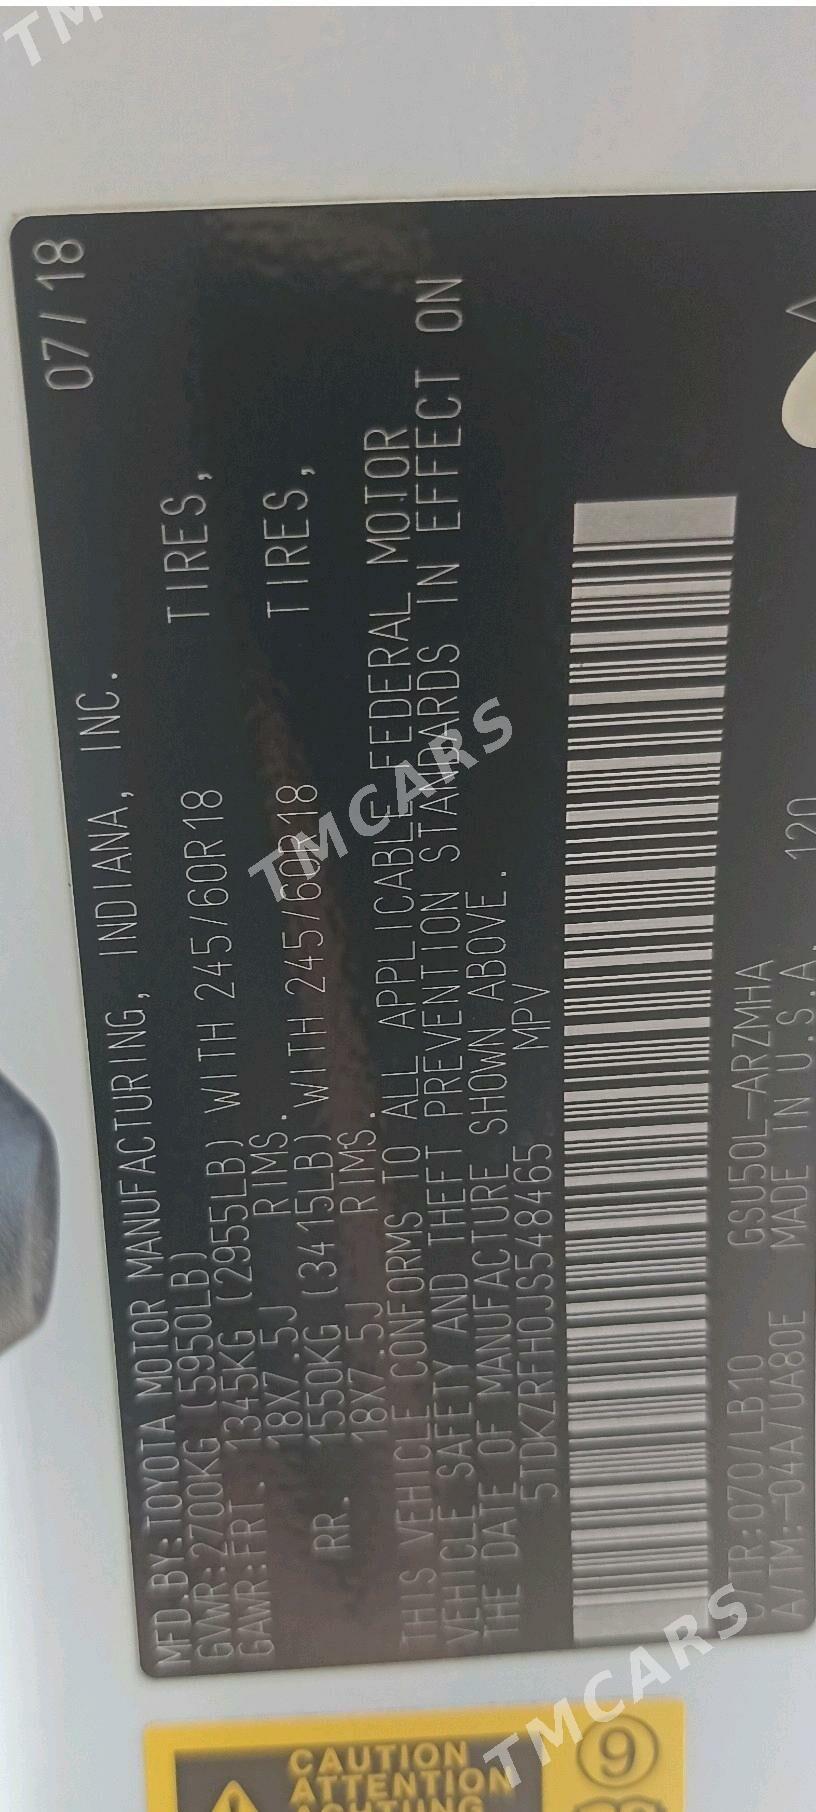 07/18
MFD.BY:TOYOTA MOTOR MANUFACTURING, INDIANA, INC.
GVWR:2700KG (5950LB)
GAWR:FRT. 1345KG (2955LB) WITH 245/60R18 TIRES,
18X7.5J RIMS.
RR. 1550KG (3415LB) WITH 245/60R18 TIRES,
18X7.5J RIMS.
THIS VEHICLE CONFORMS TO ALL APPLICABLE FEDERAL MOTOR
VEHICLE SAFETY AND THEFT PREVENTION STANDARDS IN EFFECT ON
THE DATE OF MANUFACTURE SHOWN ABOVE.
5TDKZRFH0JS548465 MPV
C/TR:070/LB10 GSU50L-ARZMHA
A/TM:-04A/UA80E MADE IN U.S.A. 120
CAUTION
ATTENTION
ACHTUNG
9
TMCARS
TMCARS
TM